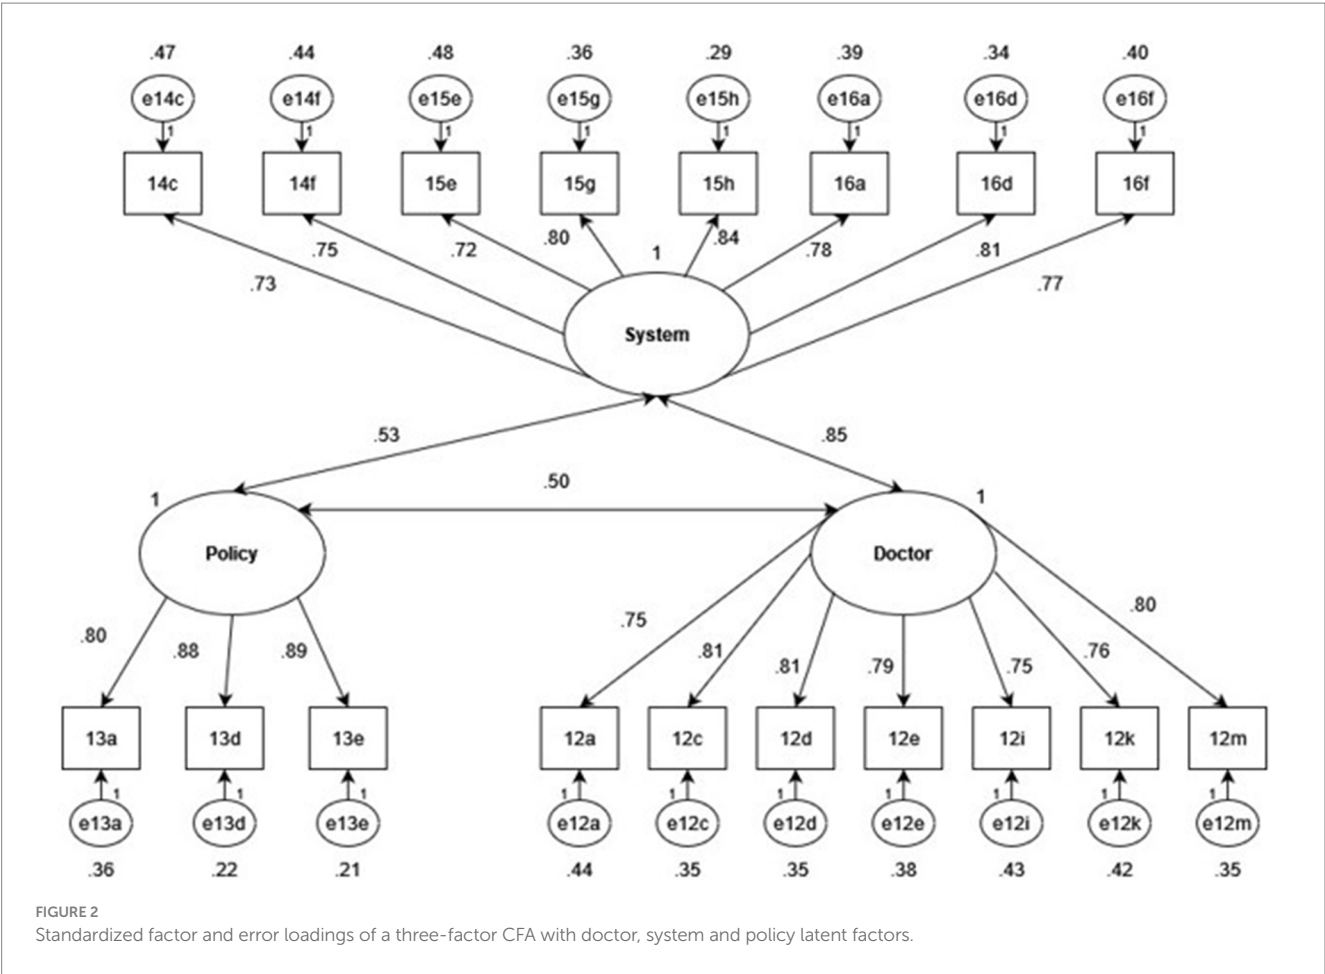 .47 .44 .48 .36 .29 .39 .34 .40
e14c e14f e15e e15g e15h e16a e16d e16f
1 1 1 1 1 1 1 1
14c 14f 15e 15g 15h 16a 16d 16f
.73 .75 .72 .80 1 .84 .78 .81 .77
System
.53 .85
.50
1 1
Policy Doctor
.80 .88 .89 .75 .81 .81 .79 .75 .76 .80
13a 13d 13e 12a 12c 12d 12e 12i 12k 12m
1 1 1 1 1 1 1 1 1 1
e13a e13d e13e e12a e12c e12d e12e e12i e12k e12m
.36 .22 .21 .44 .35 .35 .38 .43 .42 .35
FIGURE 2
Standardized factor and error loadings of a three-factor CFA with doctor, system and policy latent factors.